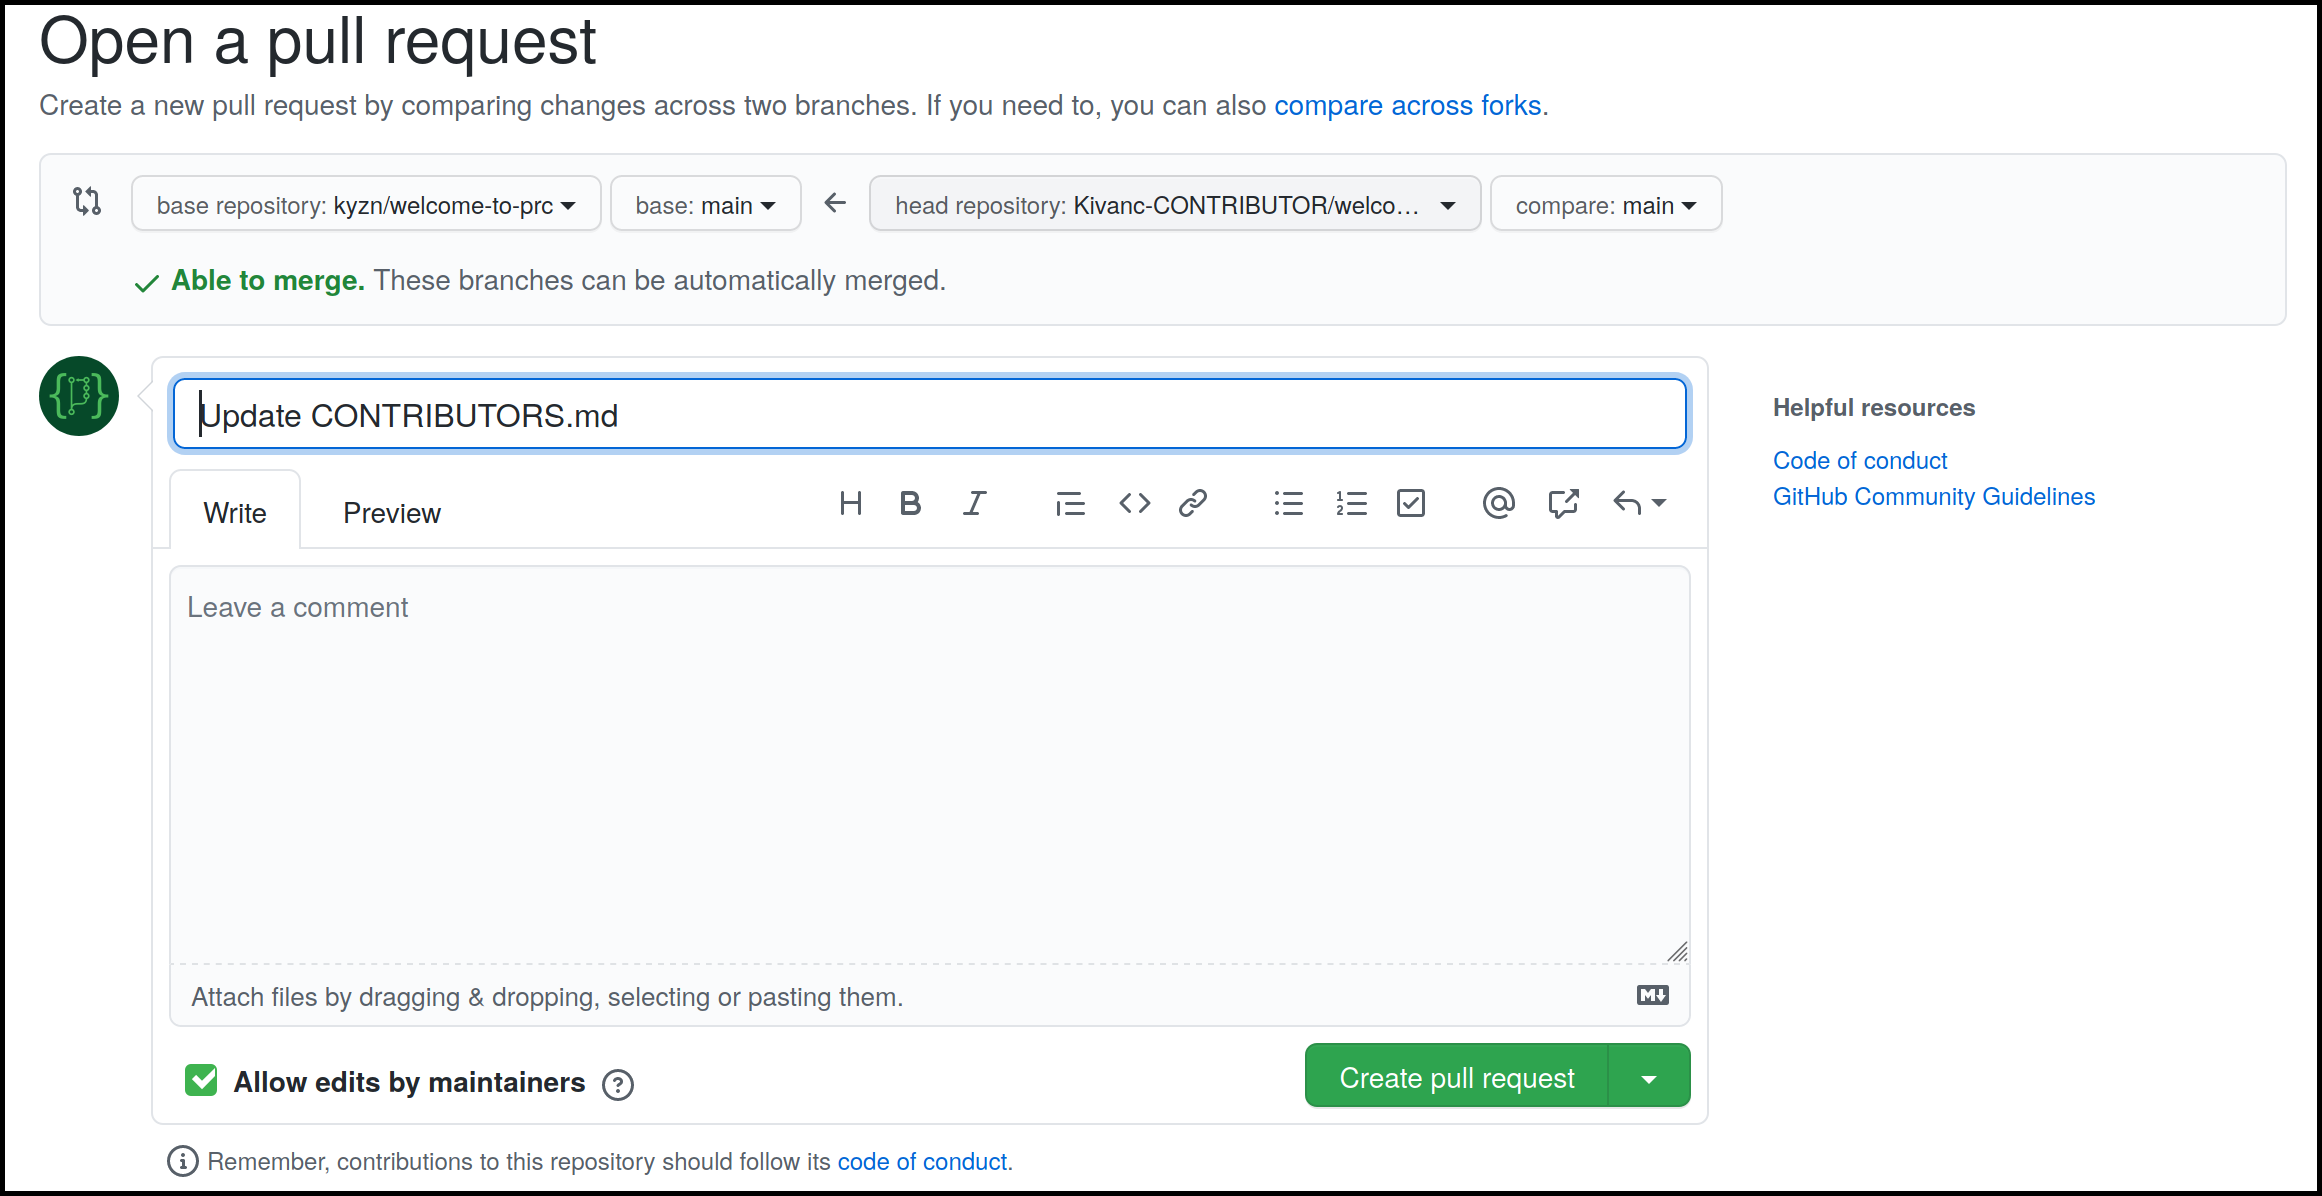 Open a pull request
Create a new pull request by comparing changes across two branches. If you need to, you can also compare across forks.
base repository: kyzn/welcome-to-prc base: main head repository: Kivanc-CONTRIBUTOR/welco... compare: main
Able to merge. These branches can be automatically merged.
Update CONTRIBUTORS.md
Helpful resources
Code of conduct
GitHub Community Guidelines
Write Preview
Leave a comment
Attach files by dragging & dropping, selecting or pasting them.
Allow edits by maintainers
Create pull request
Remember, contributions to this repository should follow its code of conduct.